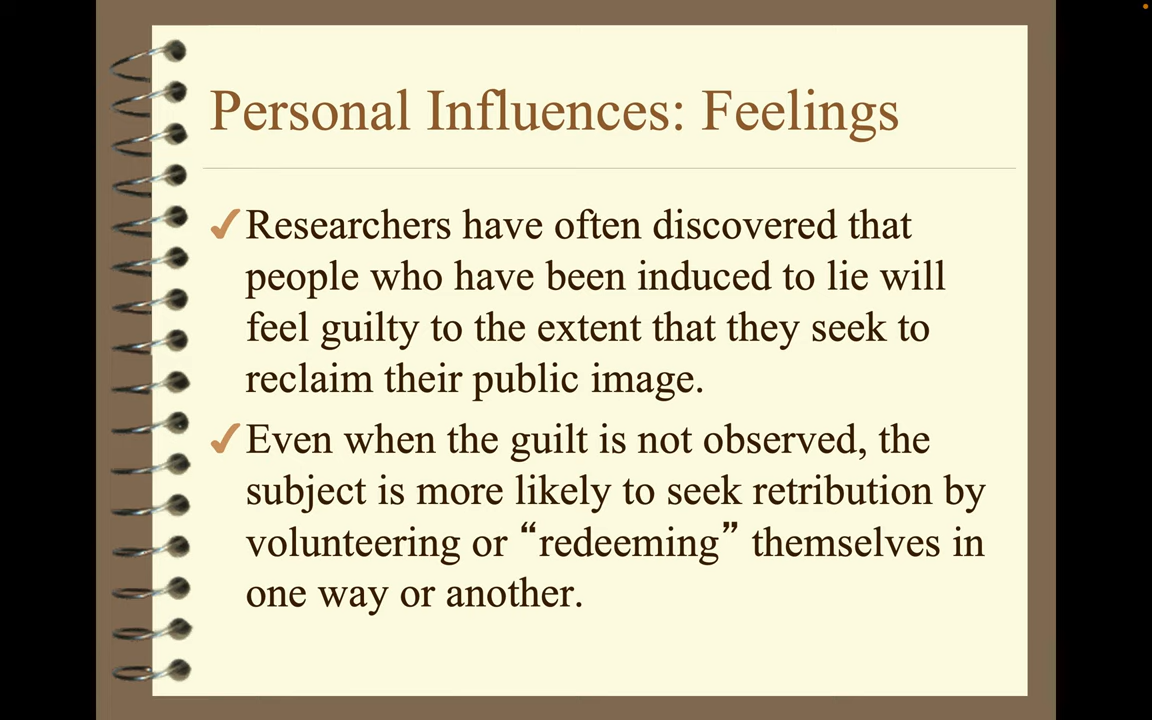 Personal Influences: Feelings
✓Researchers have often discovered that
people who have been induced to lie will
feel guilty to the extent that they seek to
reclaim their public image.
✓Even when the guilt is not observed, the
subject is more likely to seek retribution by
volunteering or “redeeming” themselves in
one way or another.